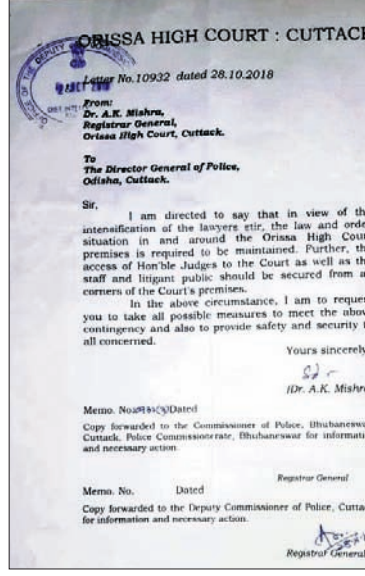 ORISSA HIGH COURT : CUTTACK
OFFICE OF THE DEPUTY
Letter No.10932 dated 28.10.2018
From:
Dr. A.K. Mishra,
Registrar General,
Orissa High Court, Cuttack.
To
The Director General of Police,
Odisha, Cuttack.
Sir,
I am directed to say that in view of th
intensification of the lawyers stir, the law and orde
situation in and around the Orissa High Cour
premises is required to be maintained. Further, th
access of Hon'ble Judges to the Court as well as th
staff and litigant public should be secured from a
corners of the Court's premises.
In the above circumstance, I am to reques
you to take all possible measures to meet the abov
contingency and also to provide safety and security t
all concerned.
Yours sincerely
Sd
(Dr. A.K. Mishra
Memo. No. Dated
Copy forwarded to the Commissioner of Police, Bhubaneswa
Cuttack, Police Commissionerate, Bhubaneswar for informati
and necessary action.
Registrar General
Memo. No. Dated
Copy forwarded to the Deputy Commissioner of Police, Cutta
for information and necessary action.
Registrar General